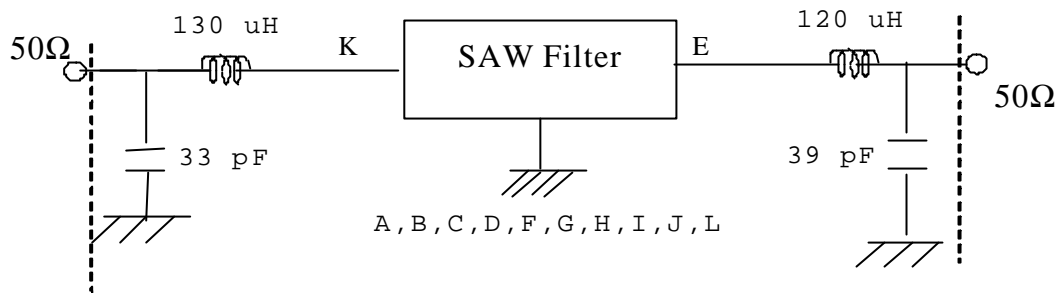 130 uH
120 uH
50Ω
K
SAW Filter
E
50Ω
33 pF
39 pF
A,B,C,D,F,G,H,I,J,L